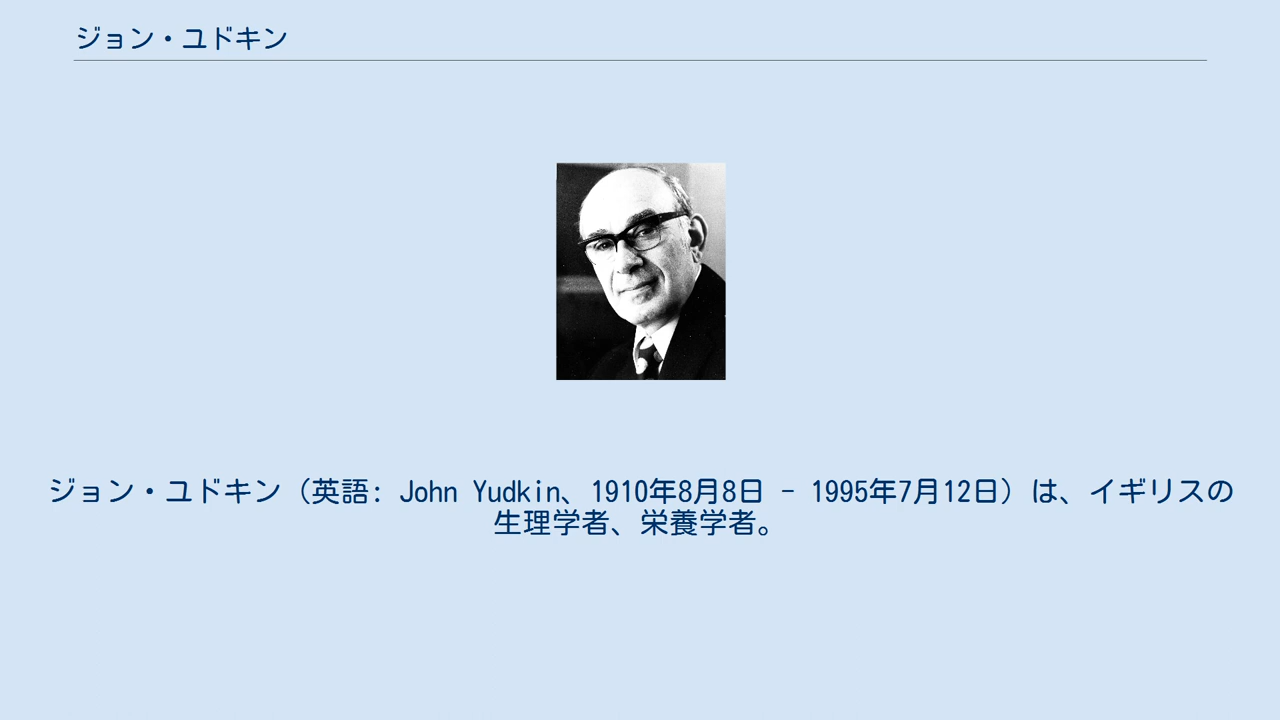 ジョン・ユドキン
ジョン・ユドキン（英語: John Yudkin、1910年8月8日 - 1995年7月12日）は、イギリスの
生理学者、栄養学者。